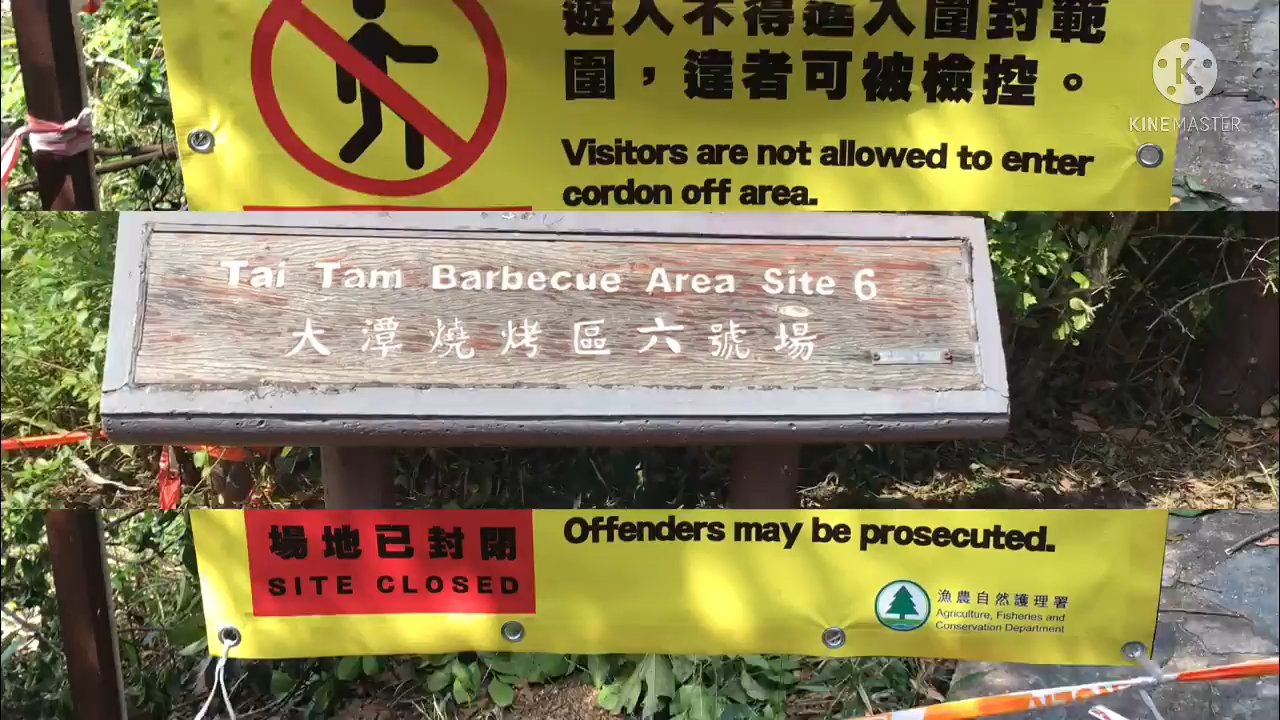 遊人不得進入圍封範
圍，違者可被檢控。
Visitors are not allowed to enter
cordon off area.
KINEMASTER
Tai Tam Barbecue Area Site 6
大潭燒烤區六號場
場地已封閉
SITE CLOSED
Offenders may be prosecuted.
漁農自然護理署
Agriculture, Fisheries and
Conservation Department